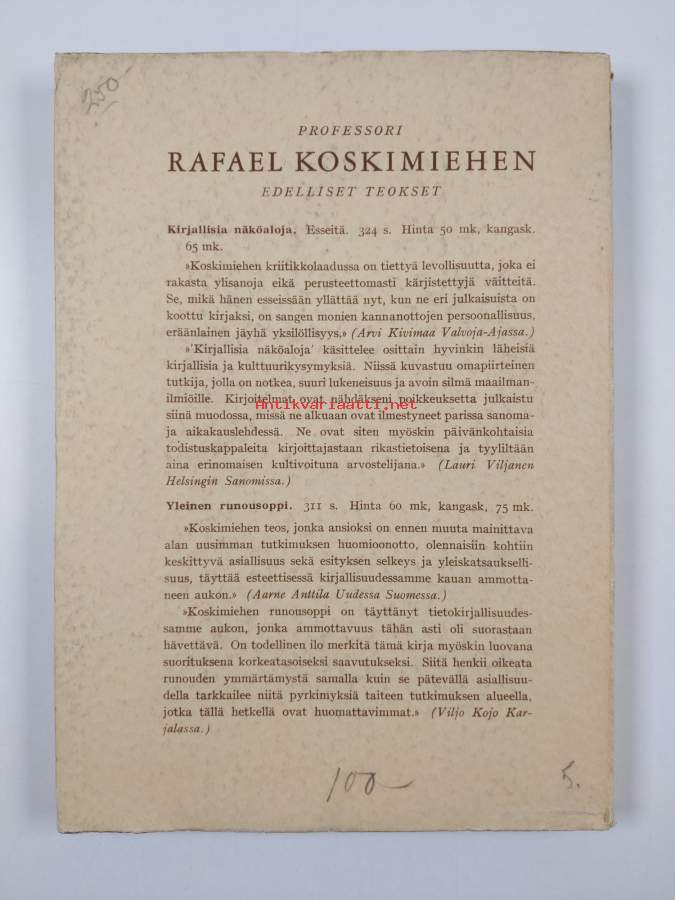 250
PROFESSORI
RAFAEL KOSKIMIEHEN
EDELLISET TEOKSET
Kirjallisia näköaloja. Esseitä. 324 s. Hinta 50 mk, kangask.
65 mk.
»Koskimiehen kriitikkolaadussa on tiettyä levollisuutta, joka ei
rakasta ylisanoja eikä perusteettomasti kärjistettyjä väitteitä.
Se, mikä hänen esseissään yllättää nyt, kun ne eri julkaisuista on
koottu kirjaksi, on sangen monien kannanottojen persoonallisuus,
eräänlainen jäyhä yksilöllisyys.» (Arvi Kivimaa Valvoja-Ajassa.)
»'Kirjallisia näköaloja' käsittelee osittain hyvinkin läheisiä
kirjallisia ja kulttuurikysymyksiä. Niissä kuvastuu omapiirteinen
tutkija, jolla on notkea, suuri lukeneisuus ja avoin silmä maailman-
ilmiöille. Kirjoitelmat ovat nähdäkseni poikkeuksetta julkaistu
siinä muodossa, missä ne alkuaan ovat ilmestyneet parissa sanoma-
ja aikakauslehdessä. Ne ovat siten myöskin päivänkohtaisia
todistuskappaleita kirjoittajastaan rikastietoisena ja tyyliltään
aina erinomaisen kultivoituna arvostelijana.» (Lauri Viljanen
Helsingin Sanomissa.)
Antikvariaatti.net
Yleinen runousoppi. 311 s. Hinta 60 mk, kangask, 75 mk.
»Koskimiehen teos, jonka ansioksi on ennen muuta mainittava
alan uusimman tutkimuksen huomioonotto, olennaisiin kohtiin
keskittyvä asiallisuus sekä esityksen selkeys ja yleiskatsaukselli-
suus, täyttää esteettisessä kirjallisuudessamme kauan ammotta-
neen aukon.» (Aarne Anttila Uudessa Suomessa.)
»Koskimiehen runousoppi on täyttänyt tietokirjallisuudes-
samme aukon, jonka ammottavuus tähän asti oli suorastaan
hävettävä. On todellinen ilo merkitä tämä kirja myöskin luovana
suorituksena korkeatasoiseksi saavutukseksi. Siitä henkii oikeata
runouden ymmärtämystä samalla kuin se pätevällä asiallisuu-
della tarkkailee niitä pyrkimyksiä taiteen tutkimuksen alueella,
jotka tällä hetkellä ovat huomattavimmat.» (Viljo Kojo Kar-
jalassa.)
100
5.